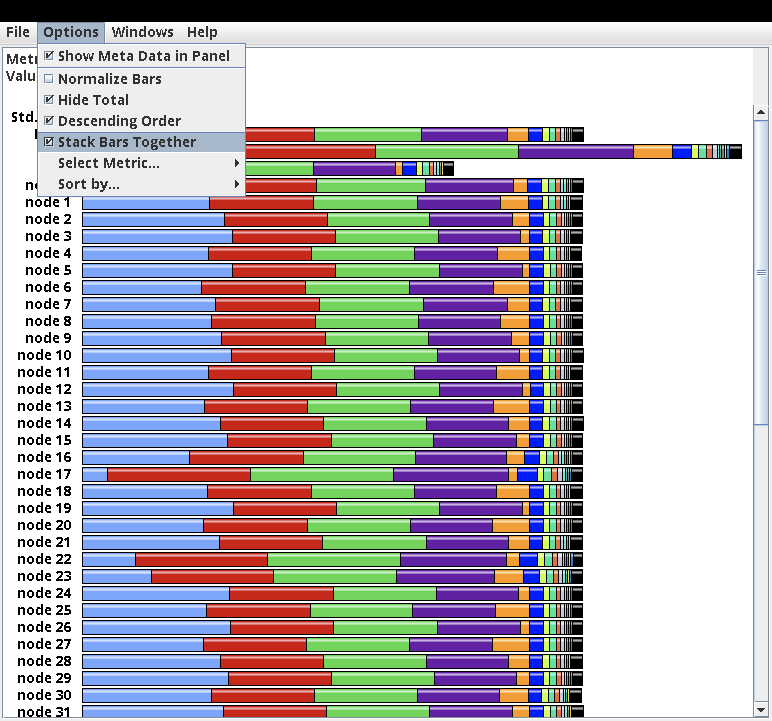 File Options Windows Help
Show Meta Data in Panel
Normalize Bars
Hide Total
Descending Order
Stack Bars Together
Select Metric...
Sort by...
Metr
Valu
Std.
node 1
node 2
node 3
node 4
node 5
node 6
node 7
node 8
node 9
node 10
node 11
node 12
node 13
node 14
node 15
node 16
node 17
node 18
node 19
node 20
node 21
node 22
node 23
node 24
node 25
node 26
node 27
node 28
node 29
node 30
node 31